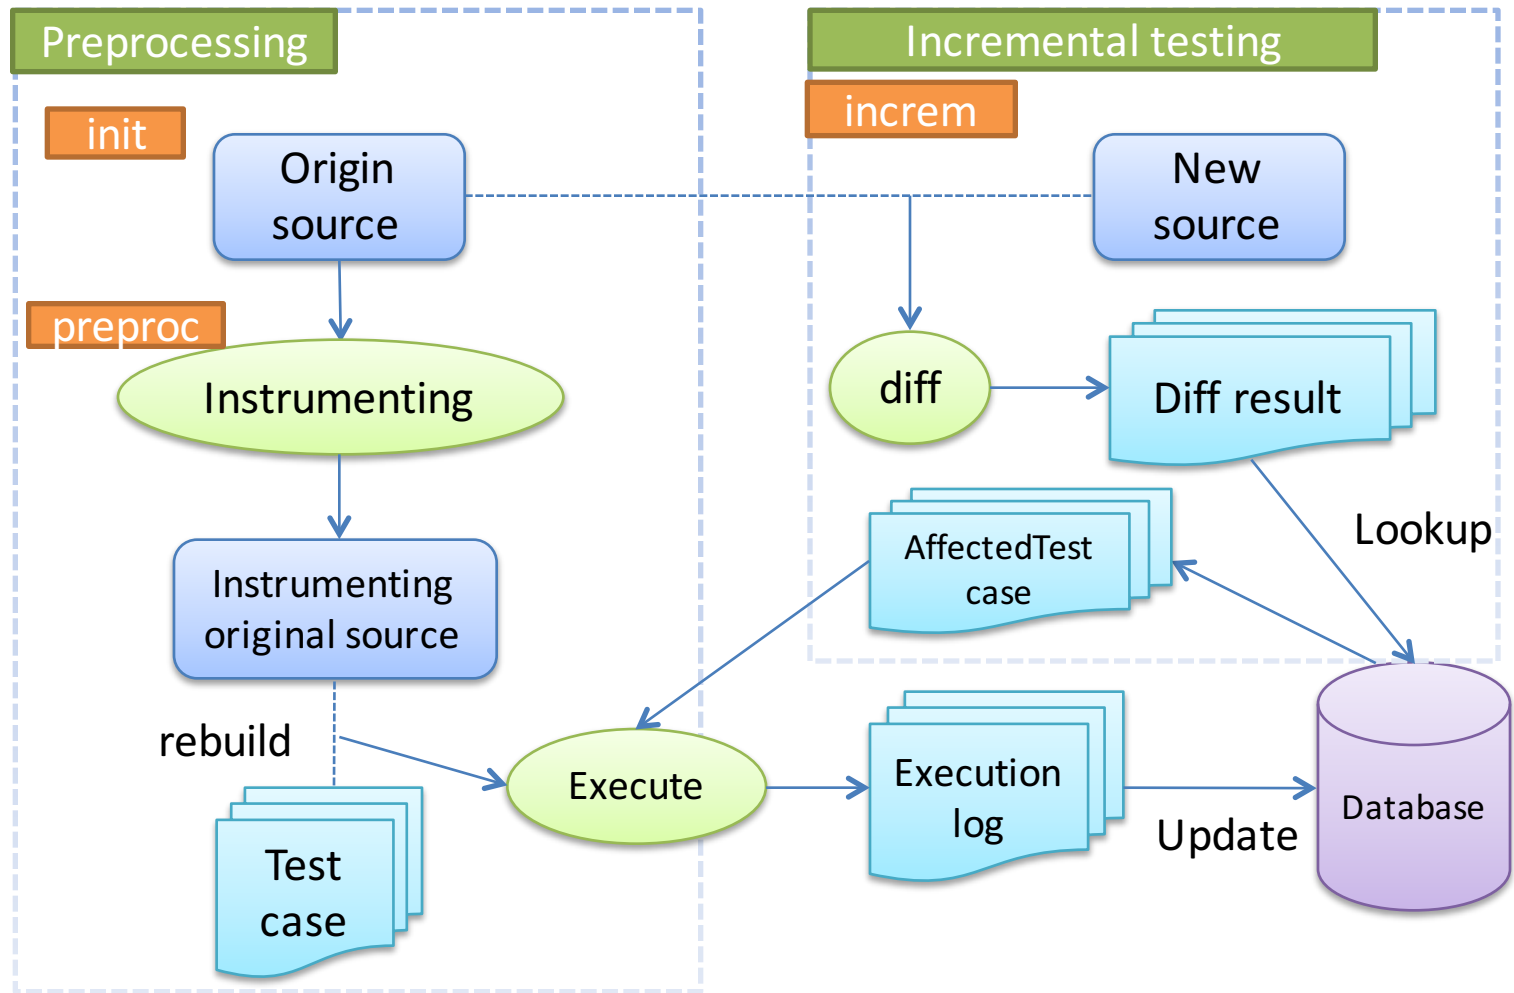 Preprocessing
init
Origin
source
preproc
Instrumenting
Instrumenting
original source
rebuild
Test
case
Execute
Incremental testing
increm
New
source
diff
Diff result
Lookup
AffectedTest
case
Execution
log
Update
Database